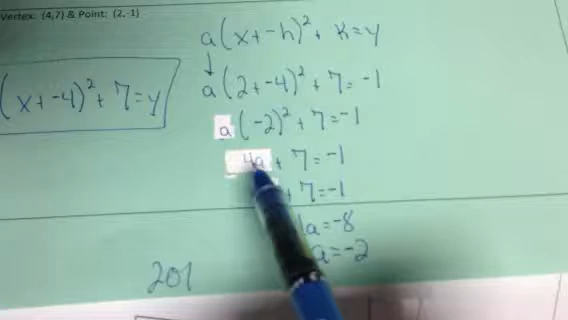 Vertex: (4,7) & Point: (2,-1)
a(x+-h)²+ K=y
a(2+-4)²+7=-1
(x+-4)²+7=y
a(-2)²+7=-1
4a+ 7=-1
+ 7=-1
a=-8
a=-2
201